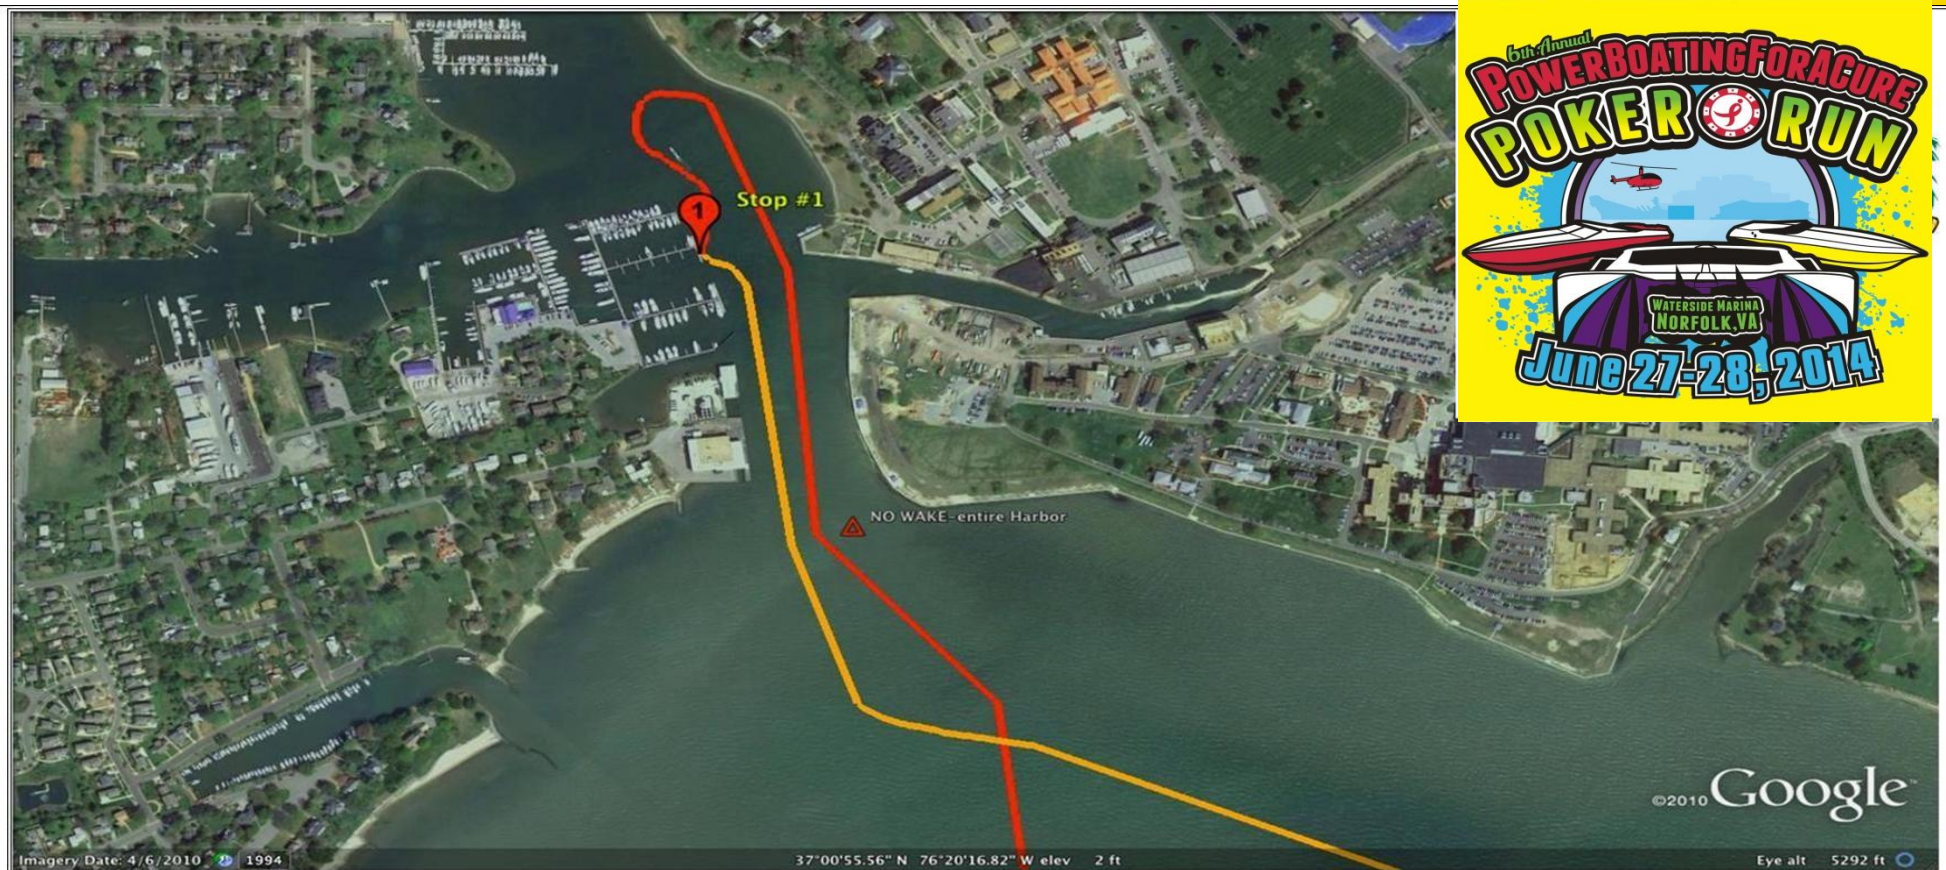 6th Annual
POWERBOATINGFORACURE
POKER RUN
WATERSIDE MARINA
NORFOLK, VA
June 27-28, 2014
1
Stop #1
NO WAKE-entire Harbor
©2010 Google™
Imagery Date: 4/6/2010 1994 37°00'55.56" N 76°20'16.82" W elev 2 ft Eye alt 5292 ft